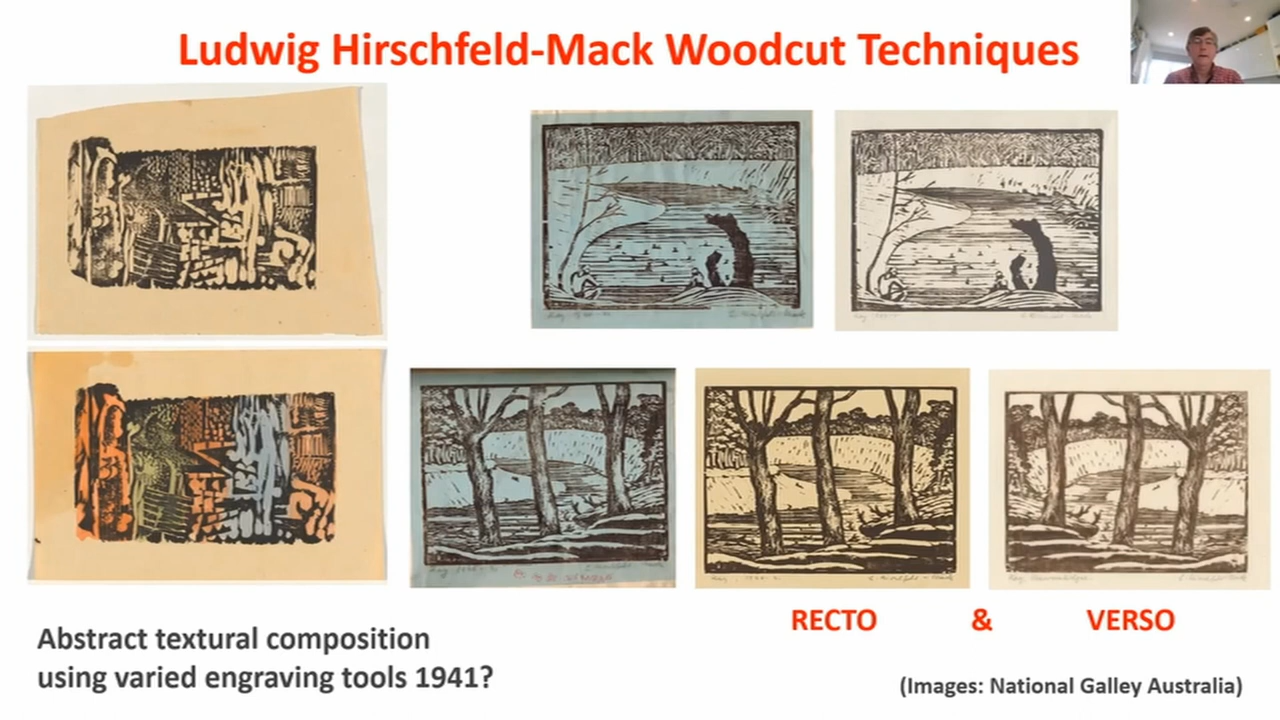 Ludwig Hirschfeld-Mack Woodcut Techniques
RECTO & VERSO
Abstract textural composition
using varied engraving tools 1941?
(Images: National Galley Australia)